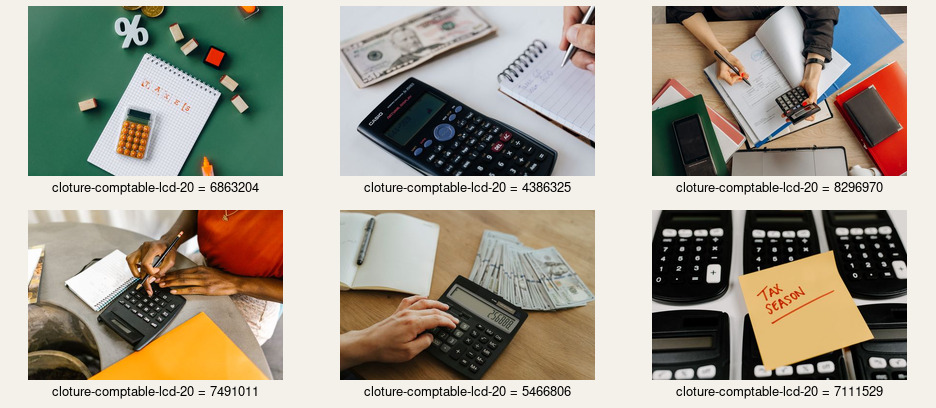 %
cloture-comptable-lcd-20 = 6863204
CASIO
cloture-comptable-lcd-20 = 4386325
cloture-comptable-lcd-20 = 8296970
cloture-comptable-lcd-20 = 7491011
cloture-comptable-lcd-20 = 5466806
TAX
SEASON
cloture-comptable-lcd-20 = 7111529